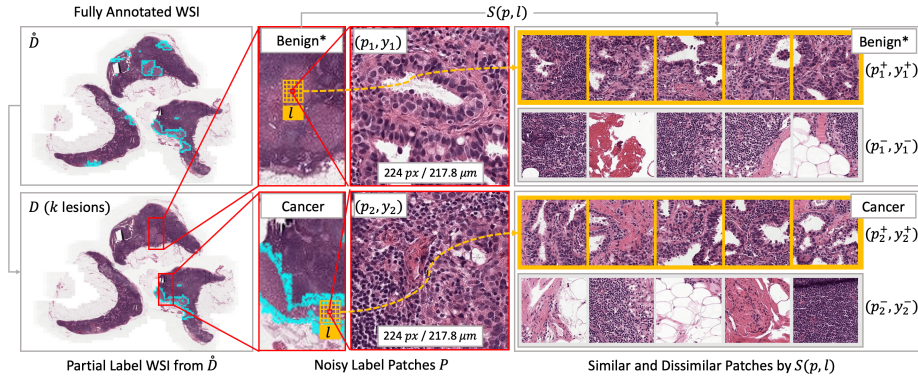 Fully Annotated WSI
S(p, l)
D̊
Benign*
(p₁, y₁)
Benign*
(p₁⁺, y₁⁺)
l
(p₁⁻, y₁⁻)
224 px / 217.8 μm
D (k lesions)
Cancer
(p₂, y₂)
Cancer
(p₂⁺, y₂⁺)
l
(p₂⁻, y₂⁻)
224 px / 217.8 μm
Partial Label WSI from D̊
Noisy Label Patches P
Similar and Dissimilar Patches by S(p, l)